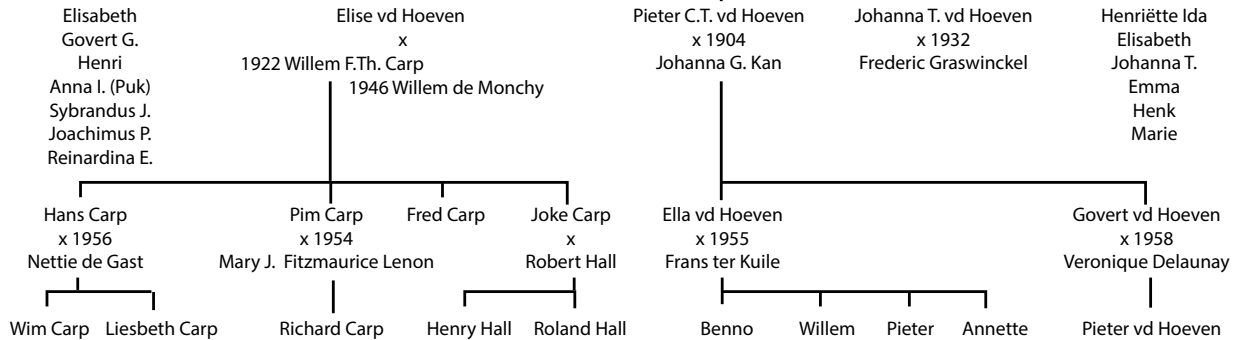 Elisabeth
Govert G.
Henri
Anna I. (Puk)
Sybrandus J.
Joachimus P.
Reinardina E.
Elise vd Hoeven
x
1922 Willem F.Th. Carp
1946 Willem de Monchy
Pieter C.T. vd Hoeven
x 1904
Johanna G. Kan
Johanna T. vd Hoeven
x 1932
Frederic Graswinckel
Henriëtte Ida
Elisabeth
Johanna T.
Emma
Henk
Marie
Hans Carp
x 1956
Nettie de Gast
Pim Carp
x 1954
Mary J. Fitzmaurice Lenon
Fred Carp
Joke Carp
x
Robert Hall
Ella vd Hoeven
x 1955
Frans ter Kuile
Govert vd Hoeven
x 1958
Veronique Delaunay
Wim Carp
Liesbeth Carp
Richard Carp
Henry Hall
Roland Hall
Benno
Willem
Pieter
Annette
Pieter vd Hoeven